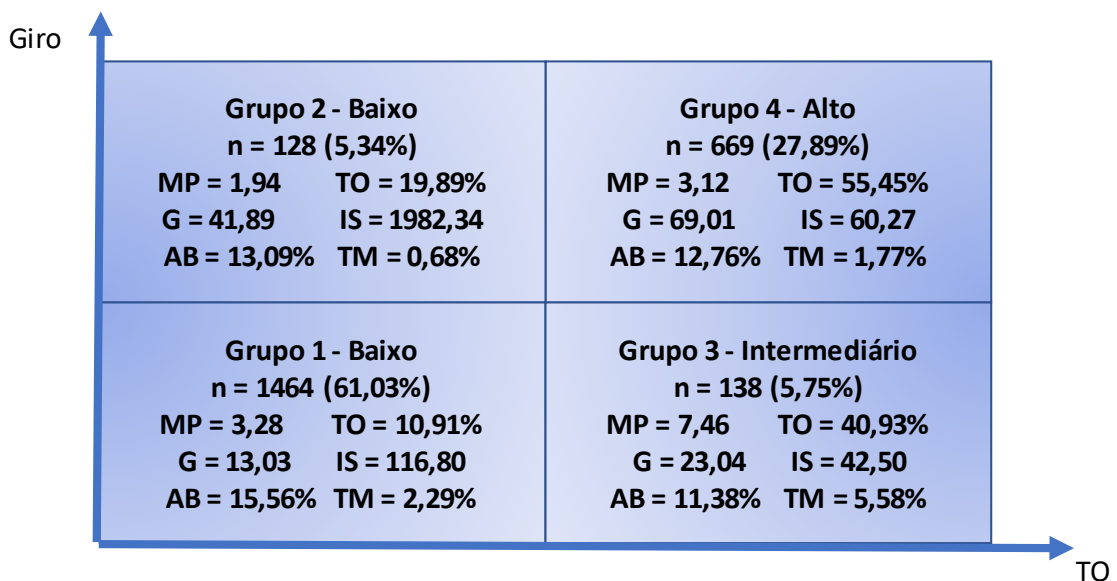 Giro
Grupo 2 - Baixo
n = 128 (5,34%)
MP = 1,94 TO = 19,89%
G = 41,89 IS = 1982,34
AB = 13,09% TM = 0,68%
Grupo 4 - Alto
n = 669 (27,89%)
MP = 3,12 TO = 55,45%
G = 69,01 IS = 60,27
AB = 12,76% TM = 1,77%
Grupo 1 - Baixo
n = 1464 (61,03%)
MP = 3,28 TO = 10,91%
G = 13,03 IS = 116,80
AB = 15,56% TM = 2,29%
Grupo 3 - Intermediário
n = 138 (5,75%)
MP = 7,46 TO = 40,93%
G = 23,04 IS = 42,50
AB = 11,38% TM = 5,58%
TO